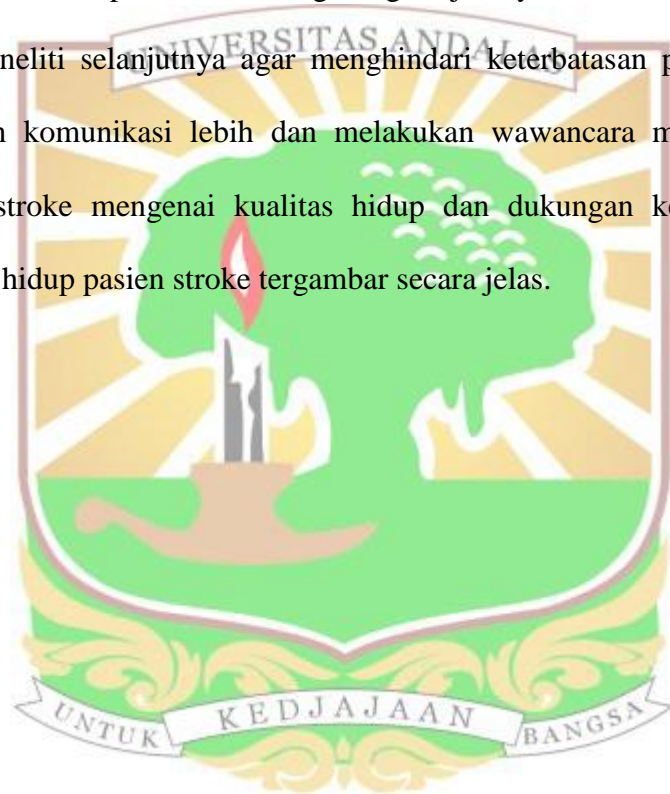 UNIVERSITAS ANDALAS
neliti selanjutnya agar menghindari keterbatasan p
komunikasi lebih dan melakukan wawancara m
stroke mengenai kualitas hidup dan dukungan k
hidup pasien stroke tergambar secara jelas.
UNTUK KEDJAJAAN BANGSA